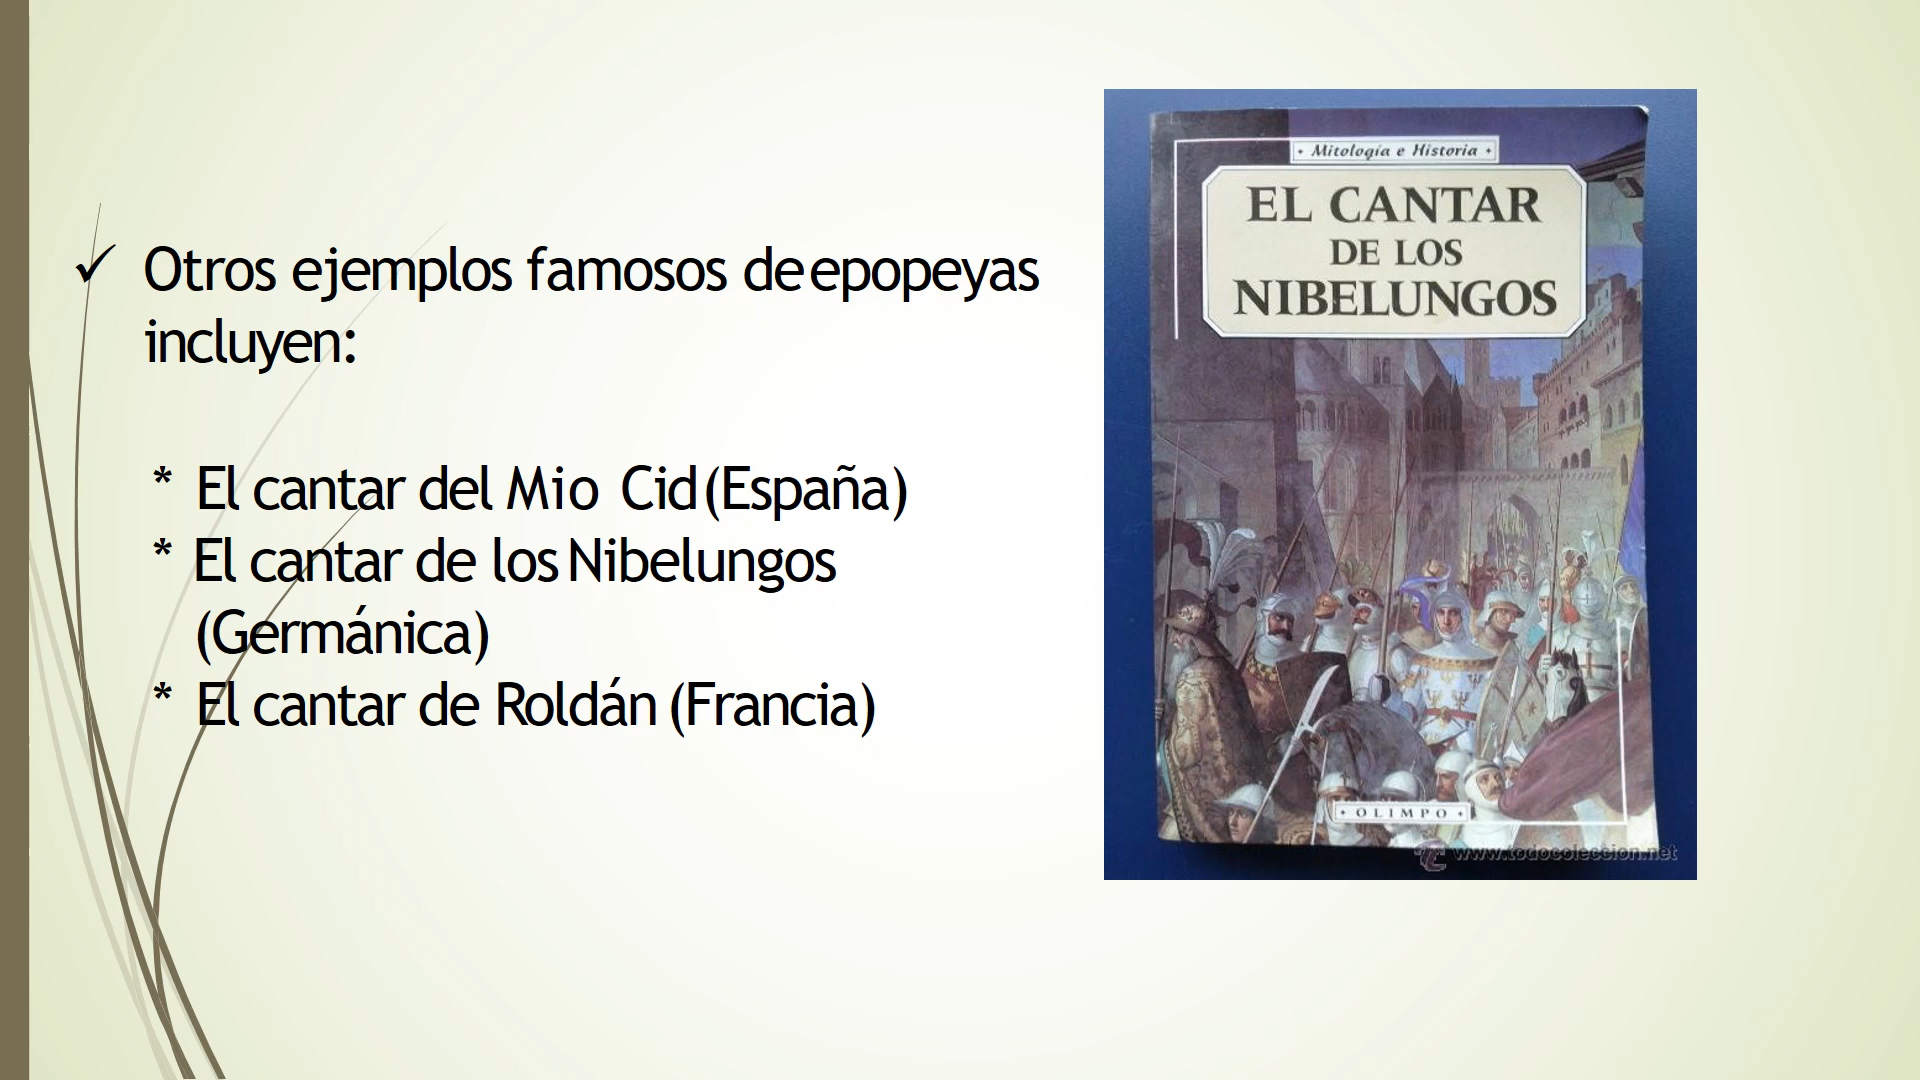 ✓ Otros ejemplos famosos de epopeyas
incluyen:
* El cantar del Mio Cid (España)
* El cantar de los Nibelungos
(Germánica)
* El cantar de Roldán (Francia)
• Mitología e Historia •
EL CANTAR
DE LOS
NIBELUNGOS
• OLIMPO •
TC www.todocoleccion.net